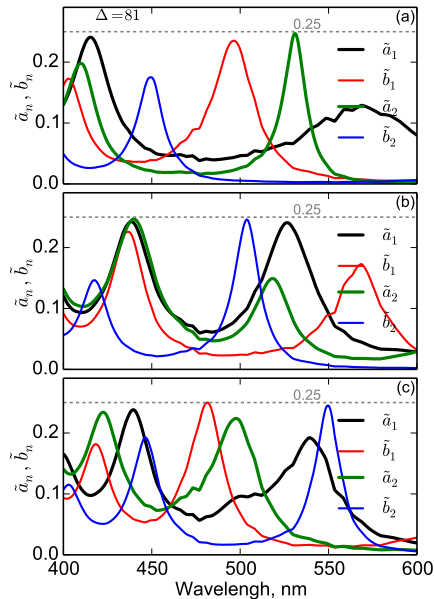 Δ=81
(a)
0.25
ã₁
b̃₁
ã₂
b̃₂
ãₙ, b̃ₙ
0.2
0.1
0.0
(b)
0.25
ã₁
b̃₁
ã₂
b̃₂
ãₙ, b̃ₙ
0.2
0.1
0.0
(c)
0.25
ã₁
b̃₁
ã₂
b̃₂
ãₙ, b̃ₙ
0.2
0.1
0.0
400 450 500 550 600
Wavelengh, nm